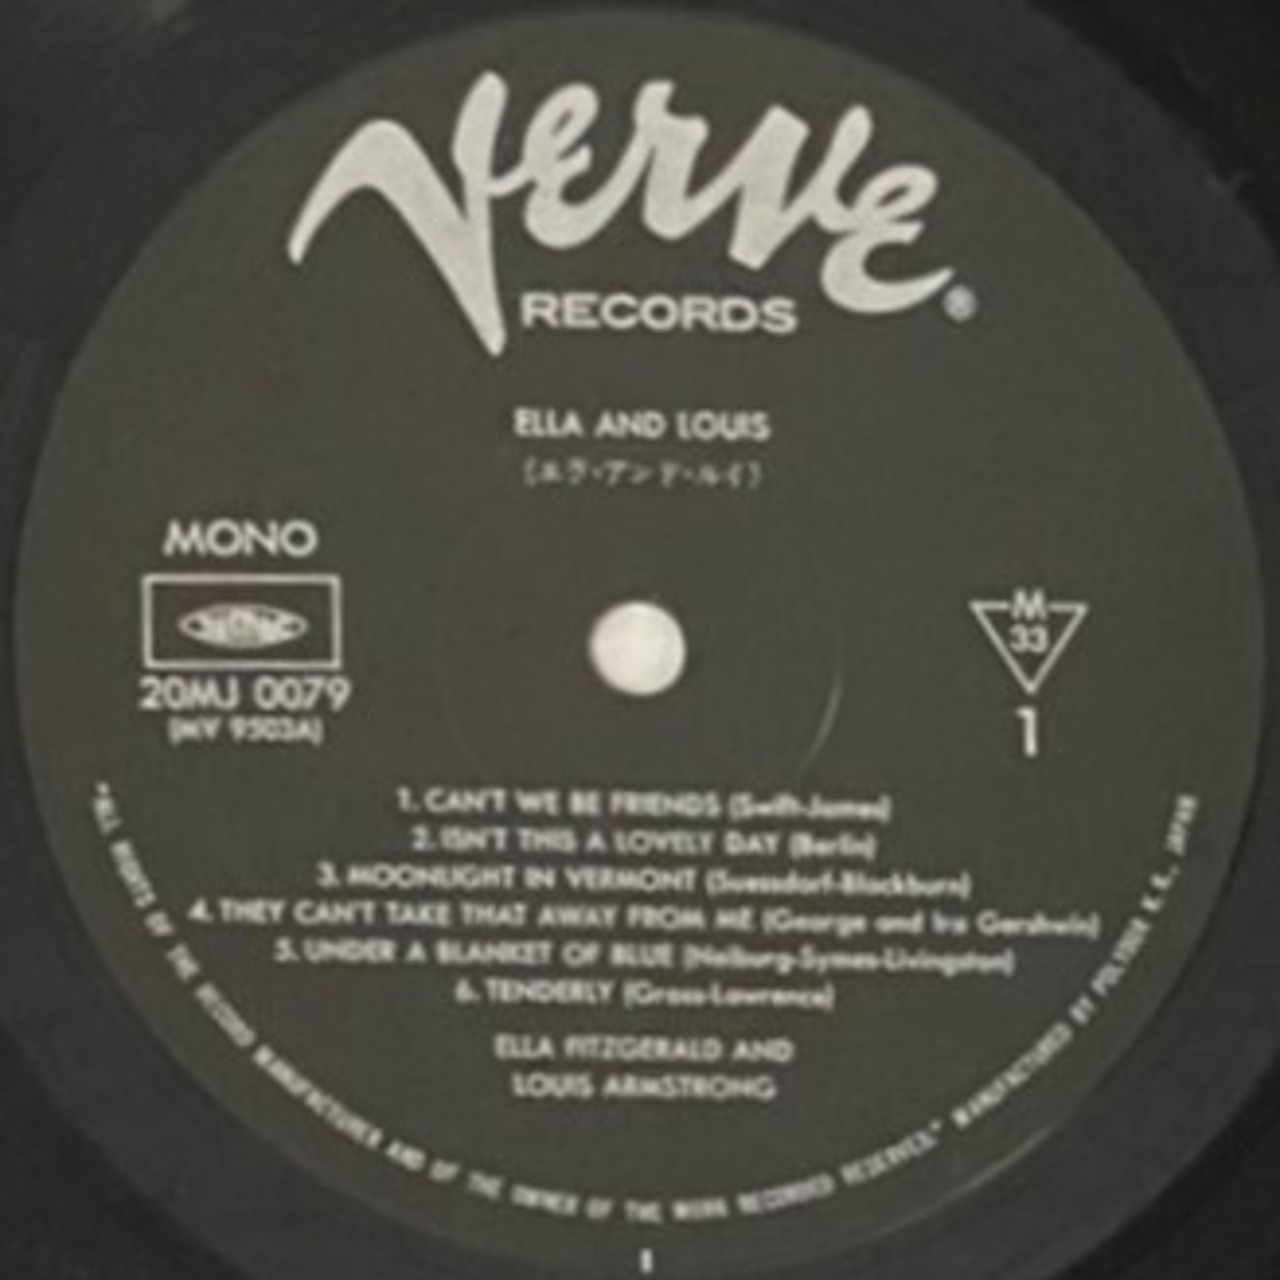 Verve
RECORDS
®
ELLA AND LOUIS
(エラ・アンド・ルイ)
MONO
20MJ 0079
(MV 9503A)
M
33
1
1. CAN'T WE BE FRIENDS (Swift-James)
2. ISN'T THIS A LOVELY DAY (Berlin)
3. MOONLIGHT IN VERMONT (Suessdorf-Blackburn)
4. THEY CAN'T TAKE THAT AWAY FROM ME (George and Ira Gershwin)
5. UNDER A BLANKET OF BLUE (Neiburg-Symes-Livingston)
6. TENDERLY (Gross-Lawrence)
ELLA FITZGERALD AND
LOUIS ARMSTRONG
"ALL RIGHTS OF THE RECORD MANUFACTURER AND OF THE OWNER OF THE WORK RECORDED RESERVED." MANUFACTURED BY POLYDOR K.K., JAPAN